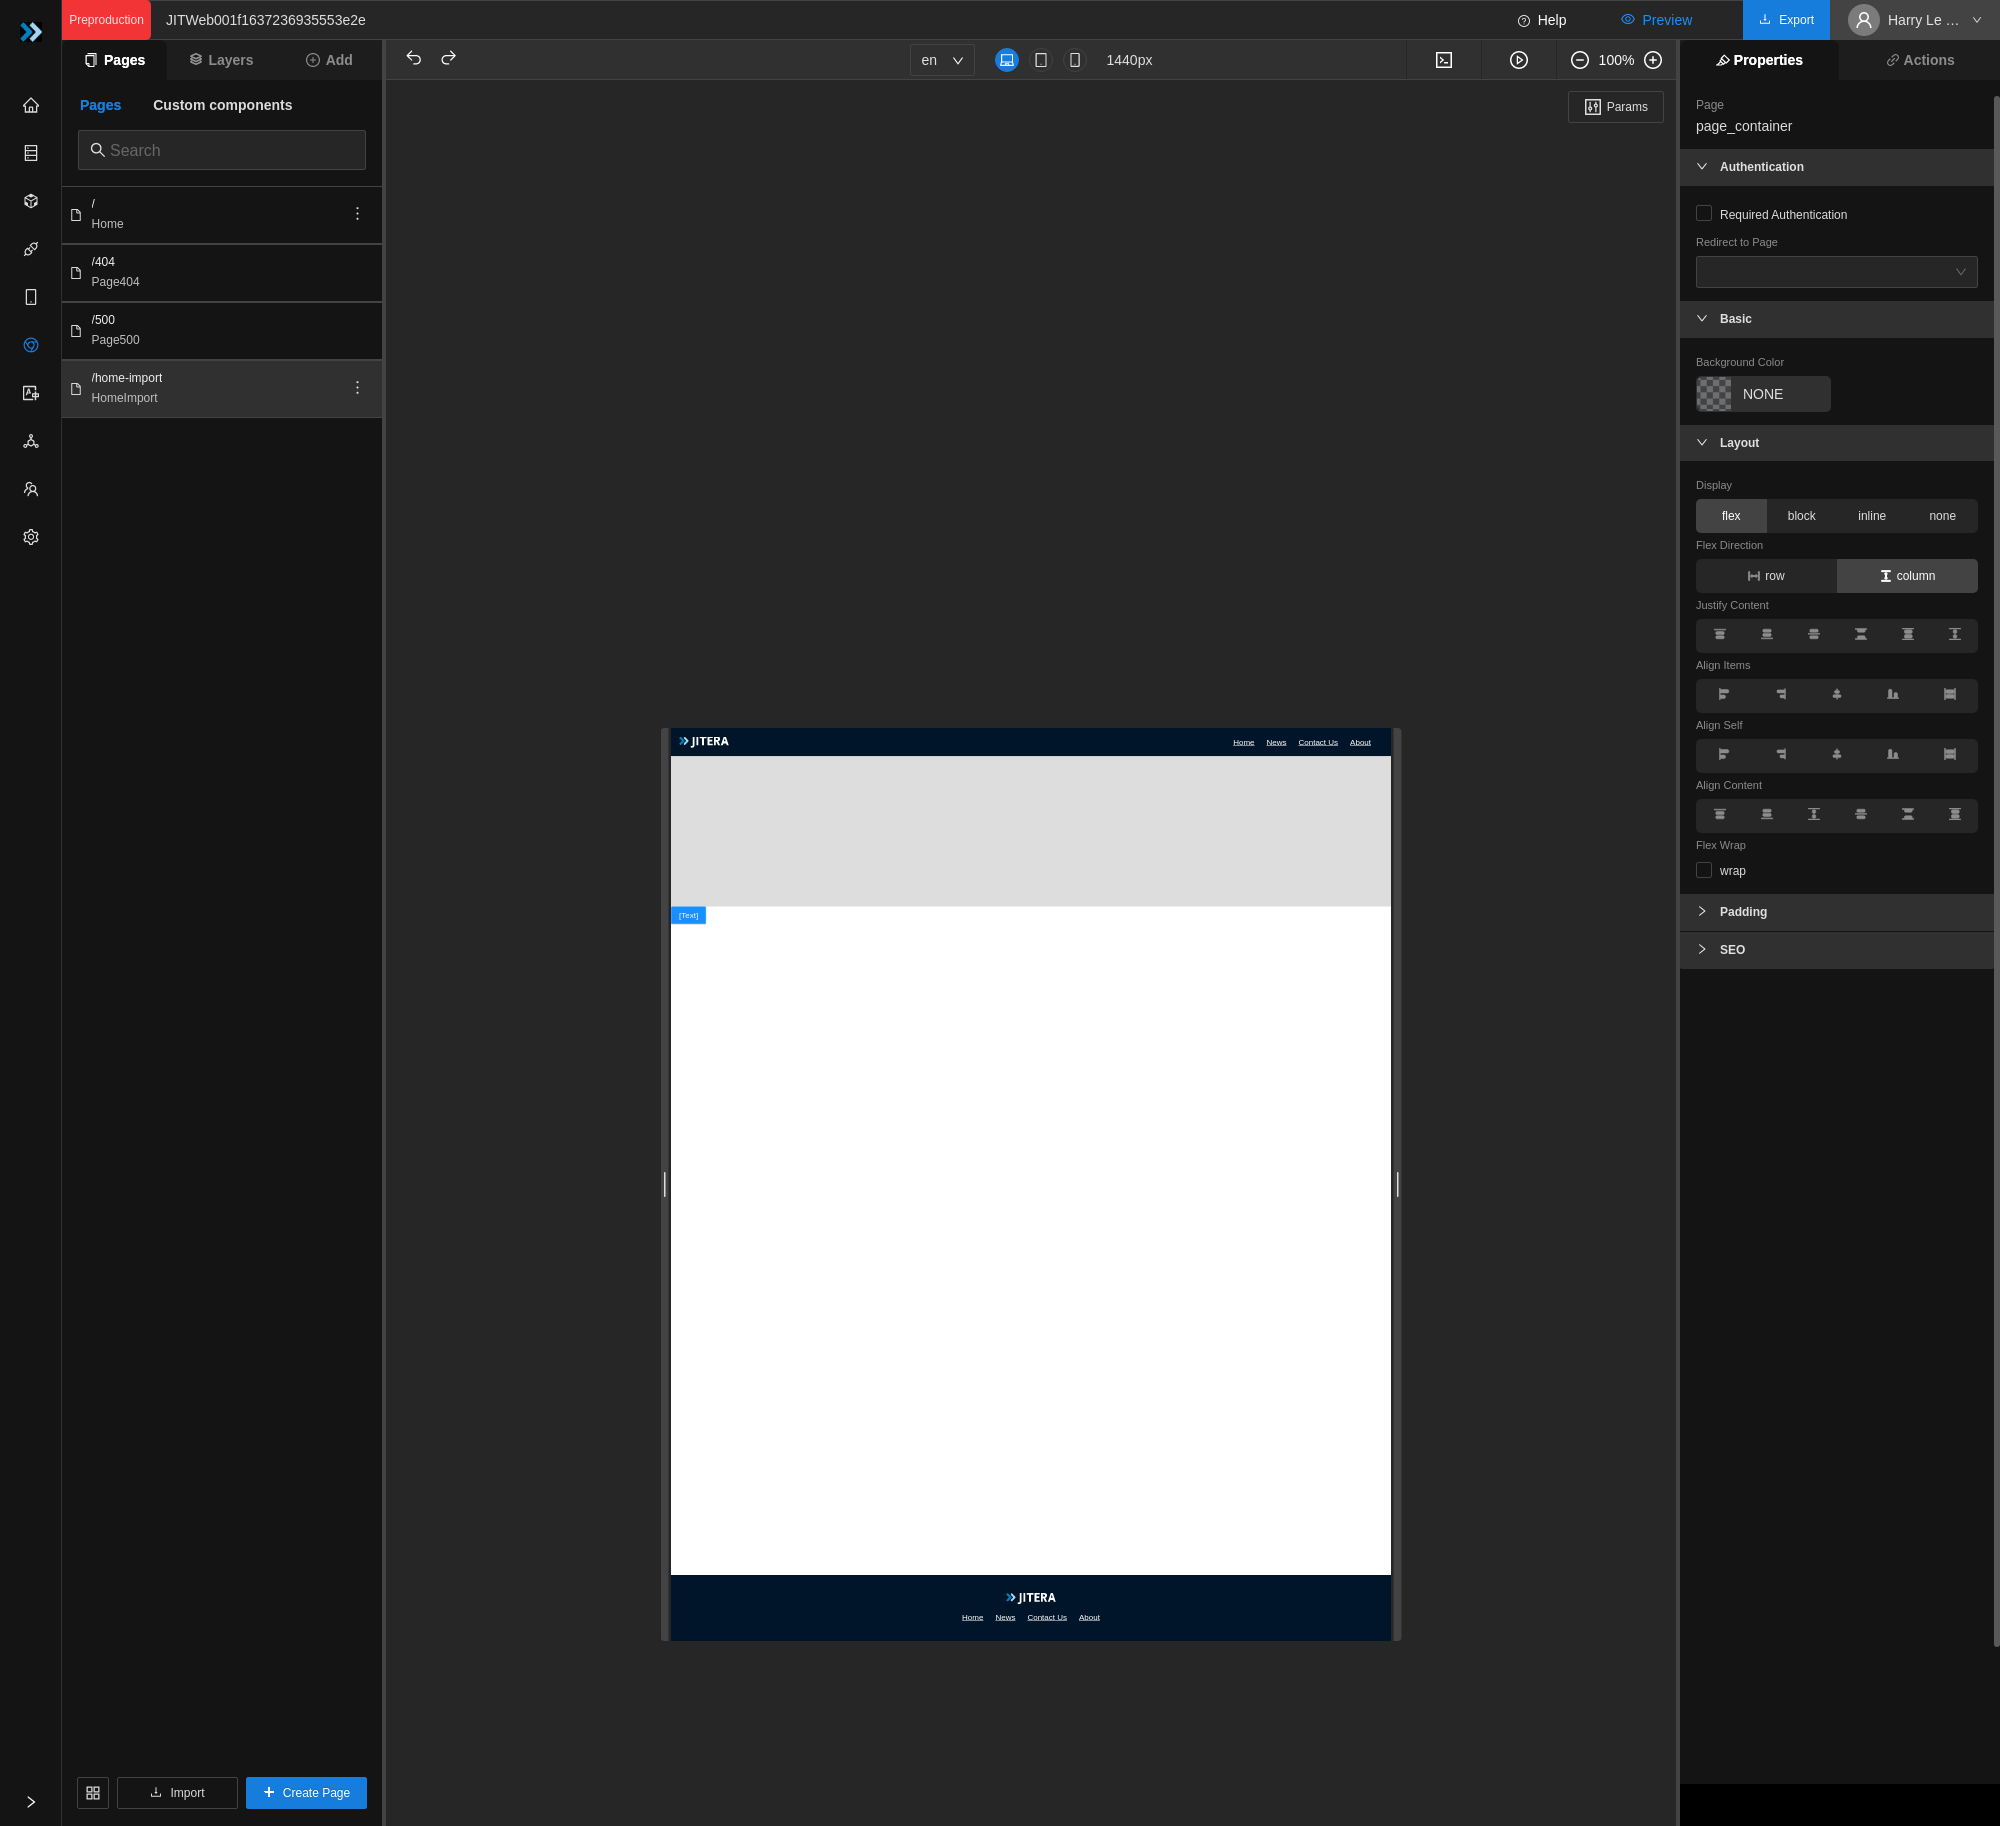 Preproduction
JITWeb001f1637236935553e2e
Help
Preview
Export
Harry Le ...
Pages
Layers
Add
en
1440px
100%
Properties
Actions
Pages
Custom components
Search
/
Home
/404
Page404
/500
Page500
/home-import
HomeImport
Import
Create Page
Params
JITERA
Home
News
Contact Us
About
[Text]
JITERA
Home
News
Contact Us
About
Page
page_container
Authentication
Required Authentication
Redirect to Page
Basic
Background Color
NONE
Layout
Display
flex
block
inline
none
Flex Direction
row
column
Justify Content
Align Items
Align Self
Align Content
Flex Wrap
wrap
Padding
SEO